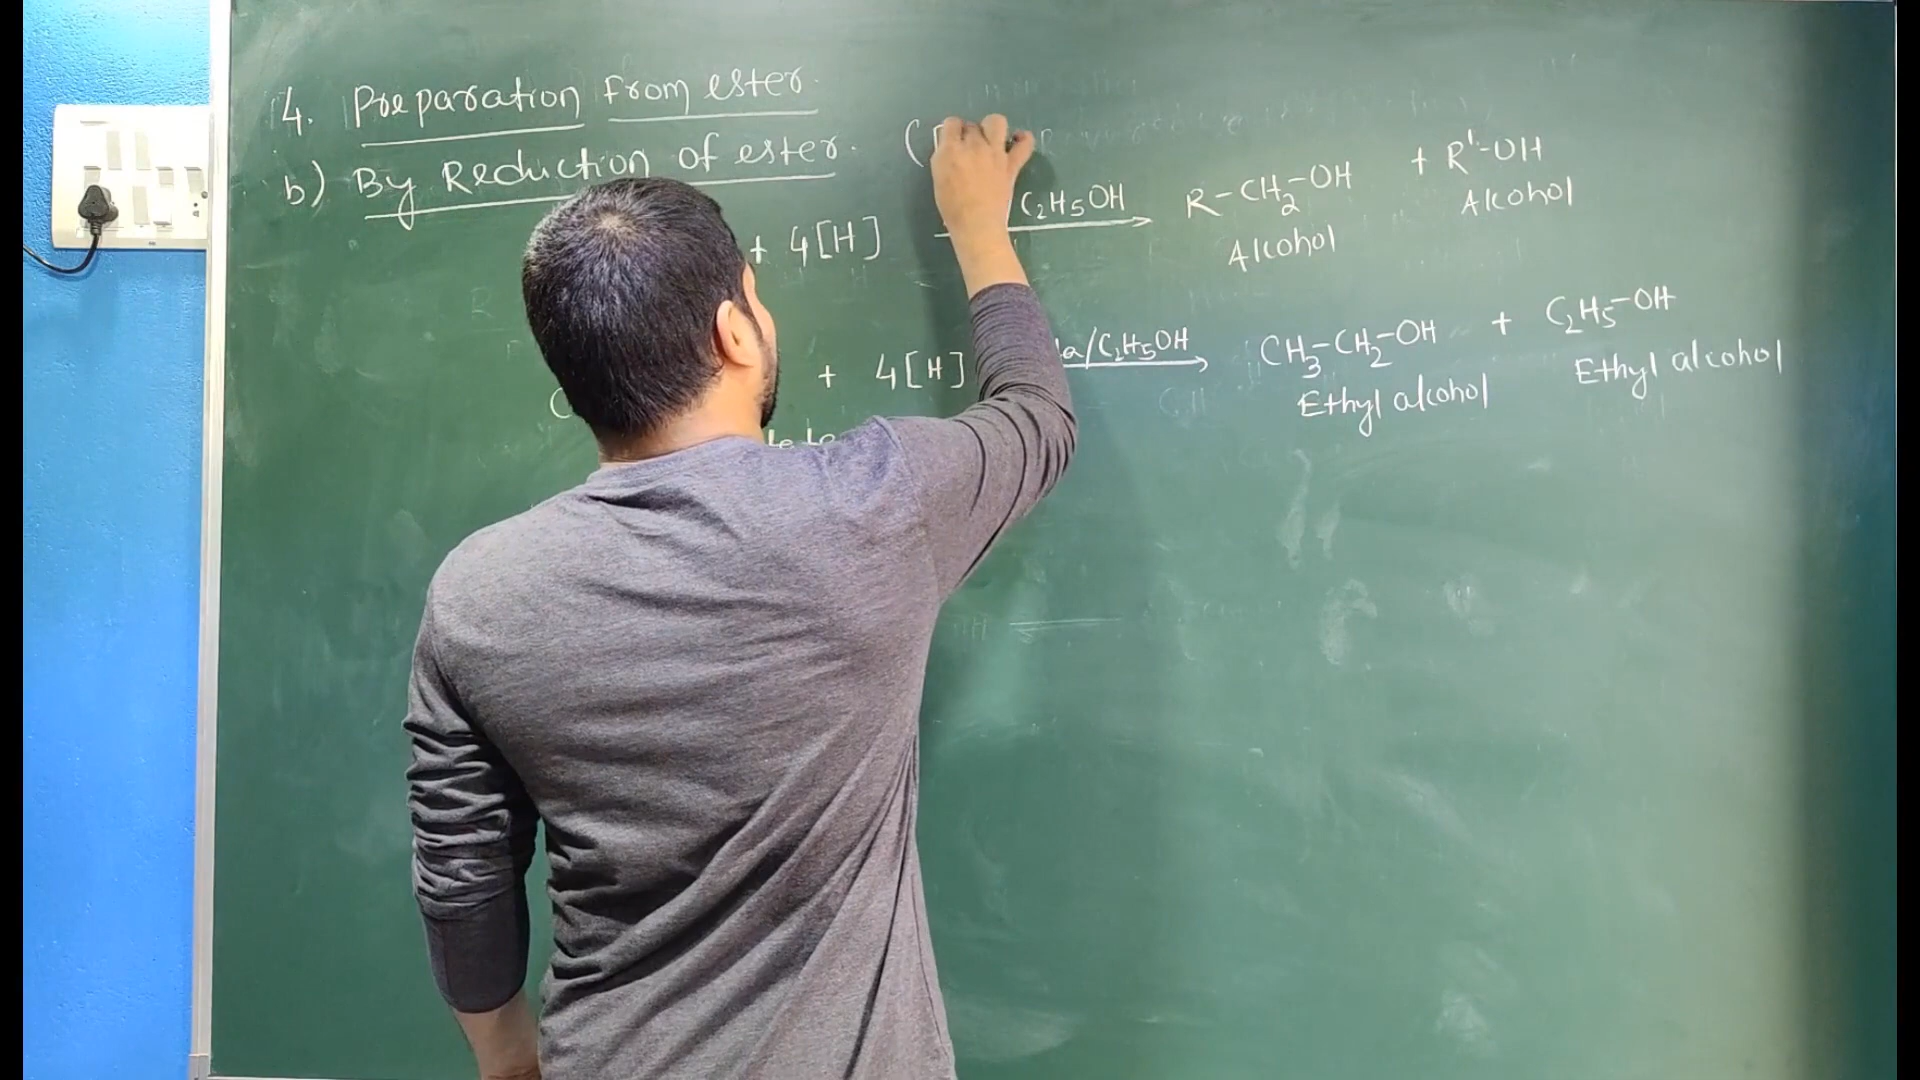 4. Preparation from ester.
b) By Reduction of ester. (
+ 4[H] C₂H₅OH → R-CH₂-OH + R'-OH
Alcohol Alcohol
+ 4[H] /C₂H₅OH → CH₃-CH₂-OH + C₂H₅-OH
Ethyl alcohol Ethyl alcohol